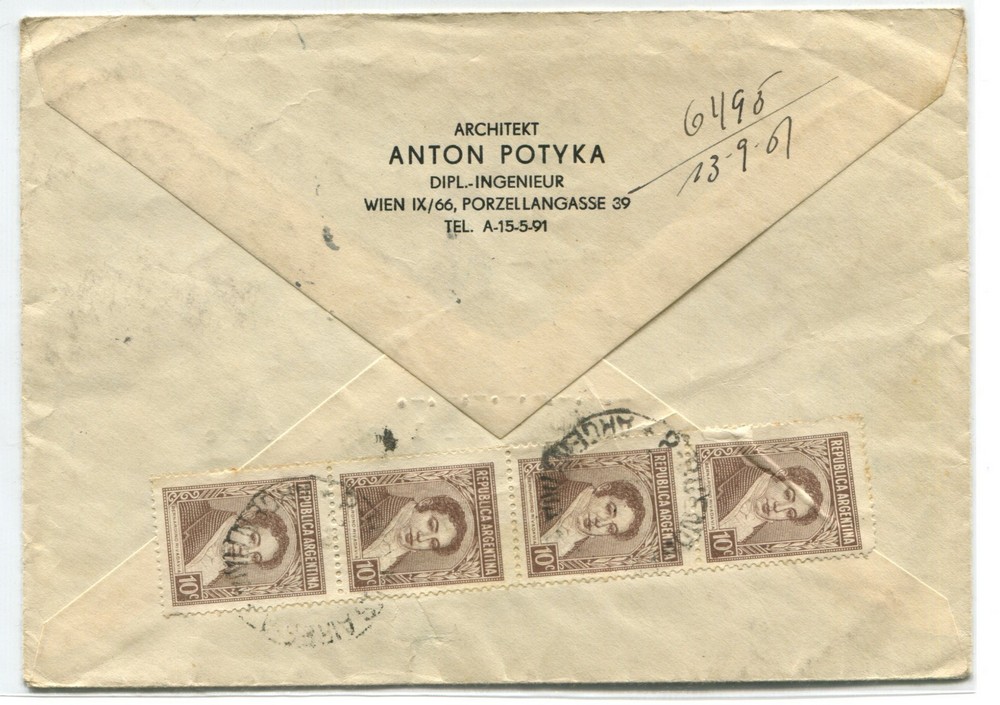 ARCHITEKT
ANTON POTYKA
DIPL.-INGENIEUR
WIEN IX/66, PORZELLANGASSE 39
TEL. A-15-5-91
6495
13-9-61
REPUBLICA ARGENTINA
10c
REPUBLICA ARGENTINA
10c
REPUBLICA ARGENTINA
10c
REPUBLICA ARGENTINA
10c